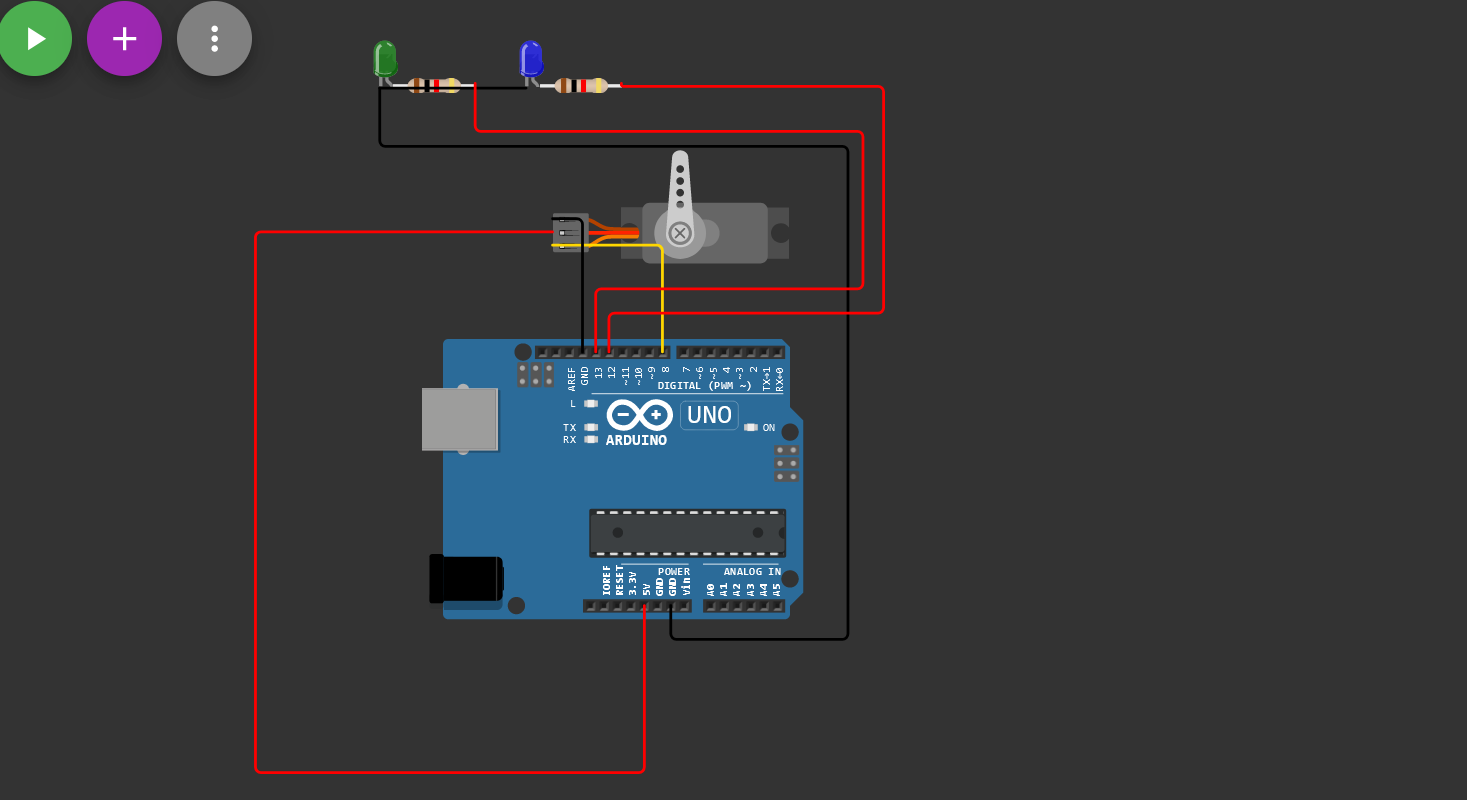 AREF
GND
13
12
~11
~10
~9
8
7
~6
~5
4
~3
2
TX→1
RX←0
DIGITAL (PWM ~)
L
TX
RX
UNO
ON
ARDUINO
POWER
ANALOG IN
IOREF
RESET
3.3V
5V
GND
GND
Vin
A0
A1
A2
A3
A4
A5